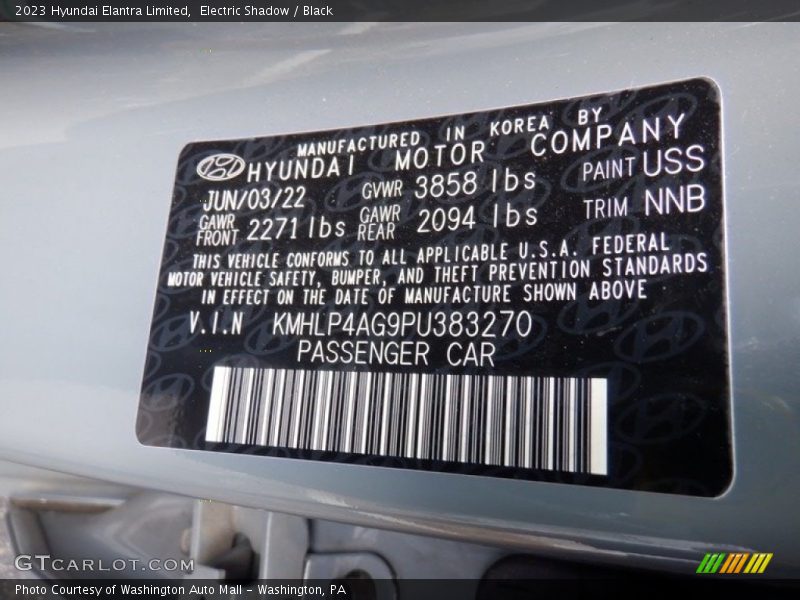 2023 Hyundai Elantra Limited, Electric Shadow / Black
MANUFACTURED IN KOREA BY
HYUNDAI MOTOR COMPANY
JUN/03/22 GVWR 3858 lbs PAINT USS
GAWR FRONT 2271 lbs GAWR REAR 2094 lbs TRIM NNB
THIS VEHICLE CONFORMS TO ALL APPLICABLE U.S.A. FEDERAL
MOTOR VEHICLE SAFETY, BUMPER, AND THEFT PREVENTION STANDARDS
IN EFFECT ON THE DATE OF MANUFACTURE SHOWN ABOVE
V.I.N KMHLP4AG9PU383270
PASSENGER CAR
GTCARLOT.COM
Photo Courtesy of Washington Auto Mall - Washington, PA